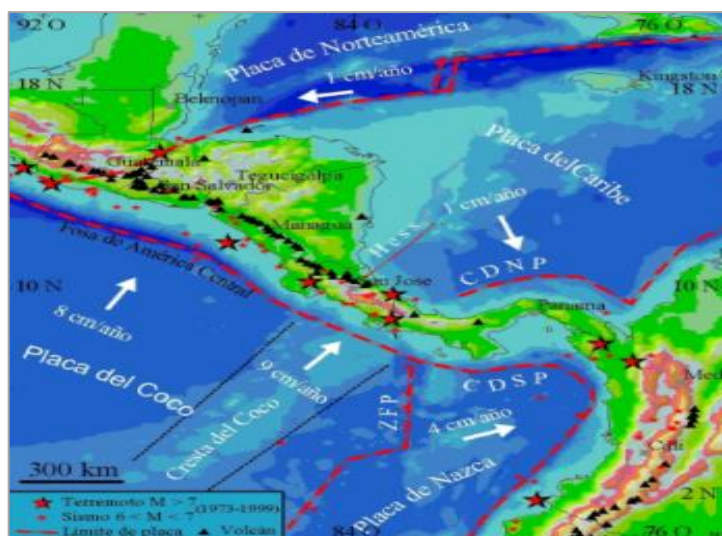 92 O
84 O
76 O
Placa de Norteamérica
1 cm/año
18 N
Kingston
18 N
Belmopan
Placa del Caribe
Guatemala
San Salvador
Tegucigalpa
Managua
Hess
1 cm/año
Fosa de América Central
CDNP
10 N
San Jose
10 N
Panama
8 cm/año
Placa del Coco
9 cm/año
Cresta del Coco
CDSP
ZFP
4 cm/año
Med
Cali
Placa de Nazca
300 km
Terremoto M > 7
(1973-1999)
Sismo 6 < M < 7
Límite de placa
Volcán
84 O
76 O
2 N